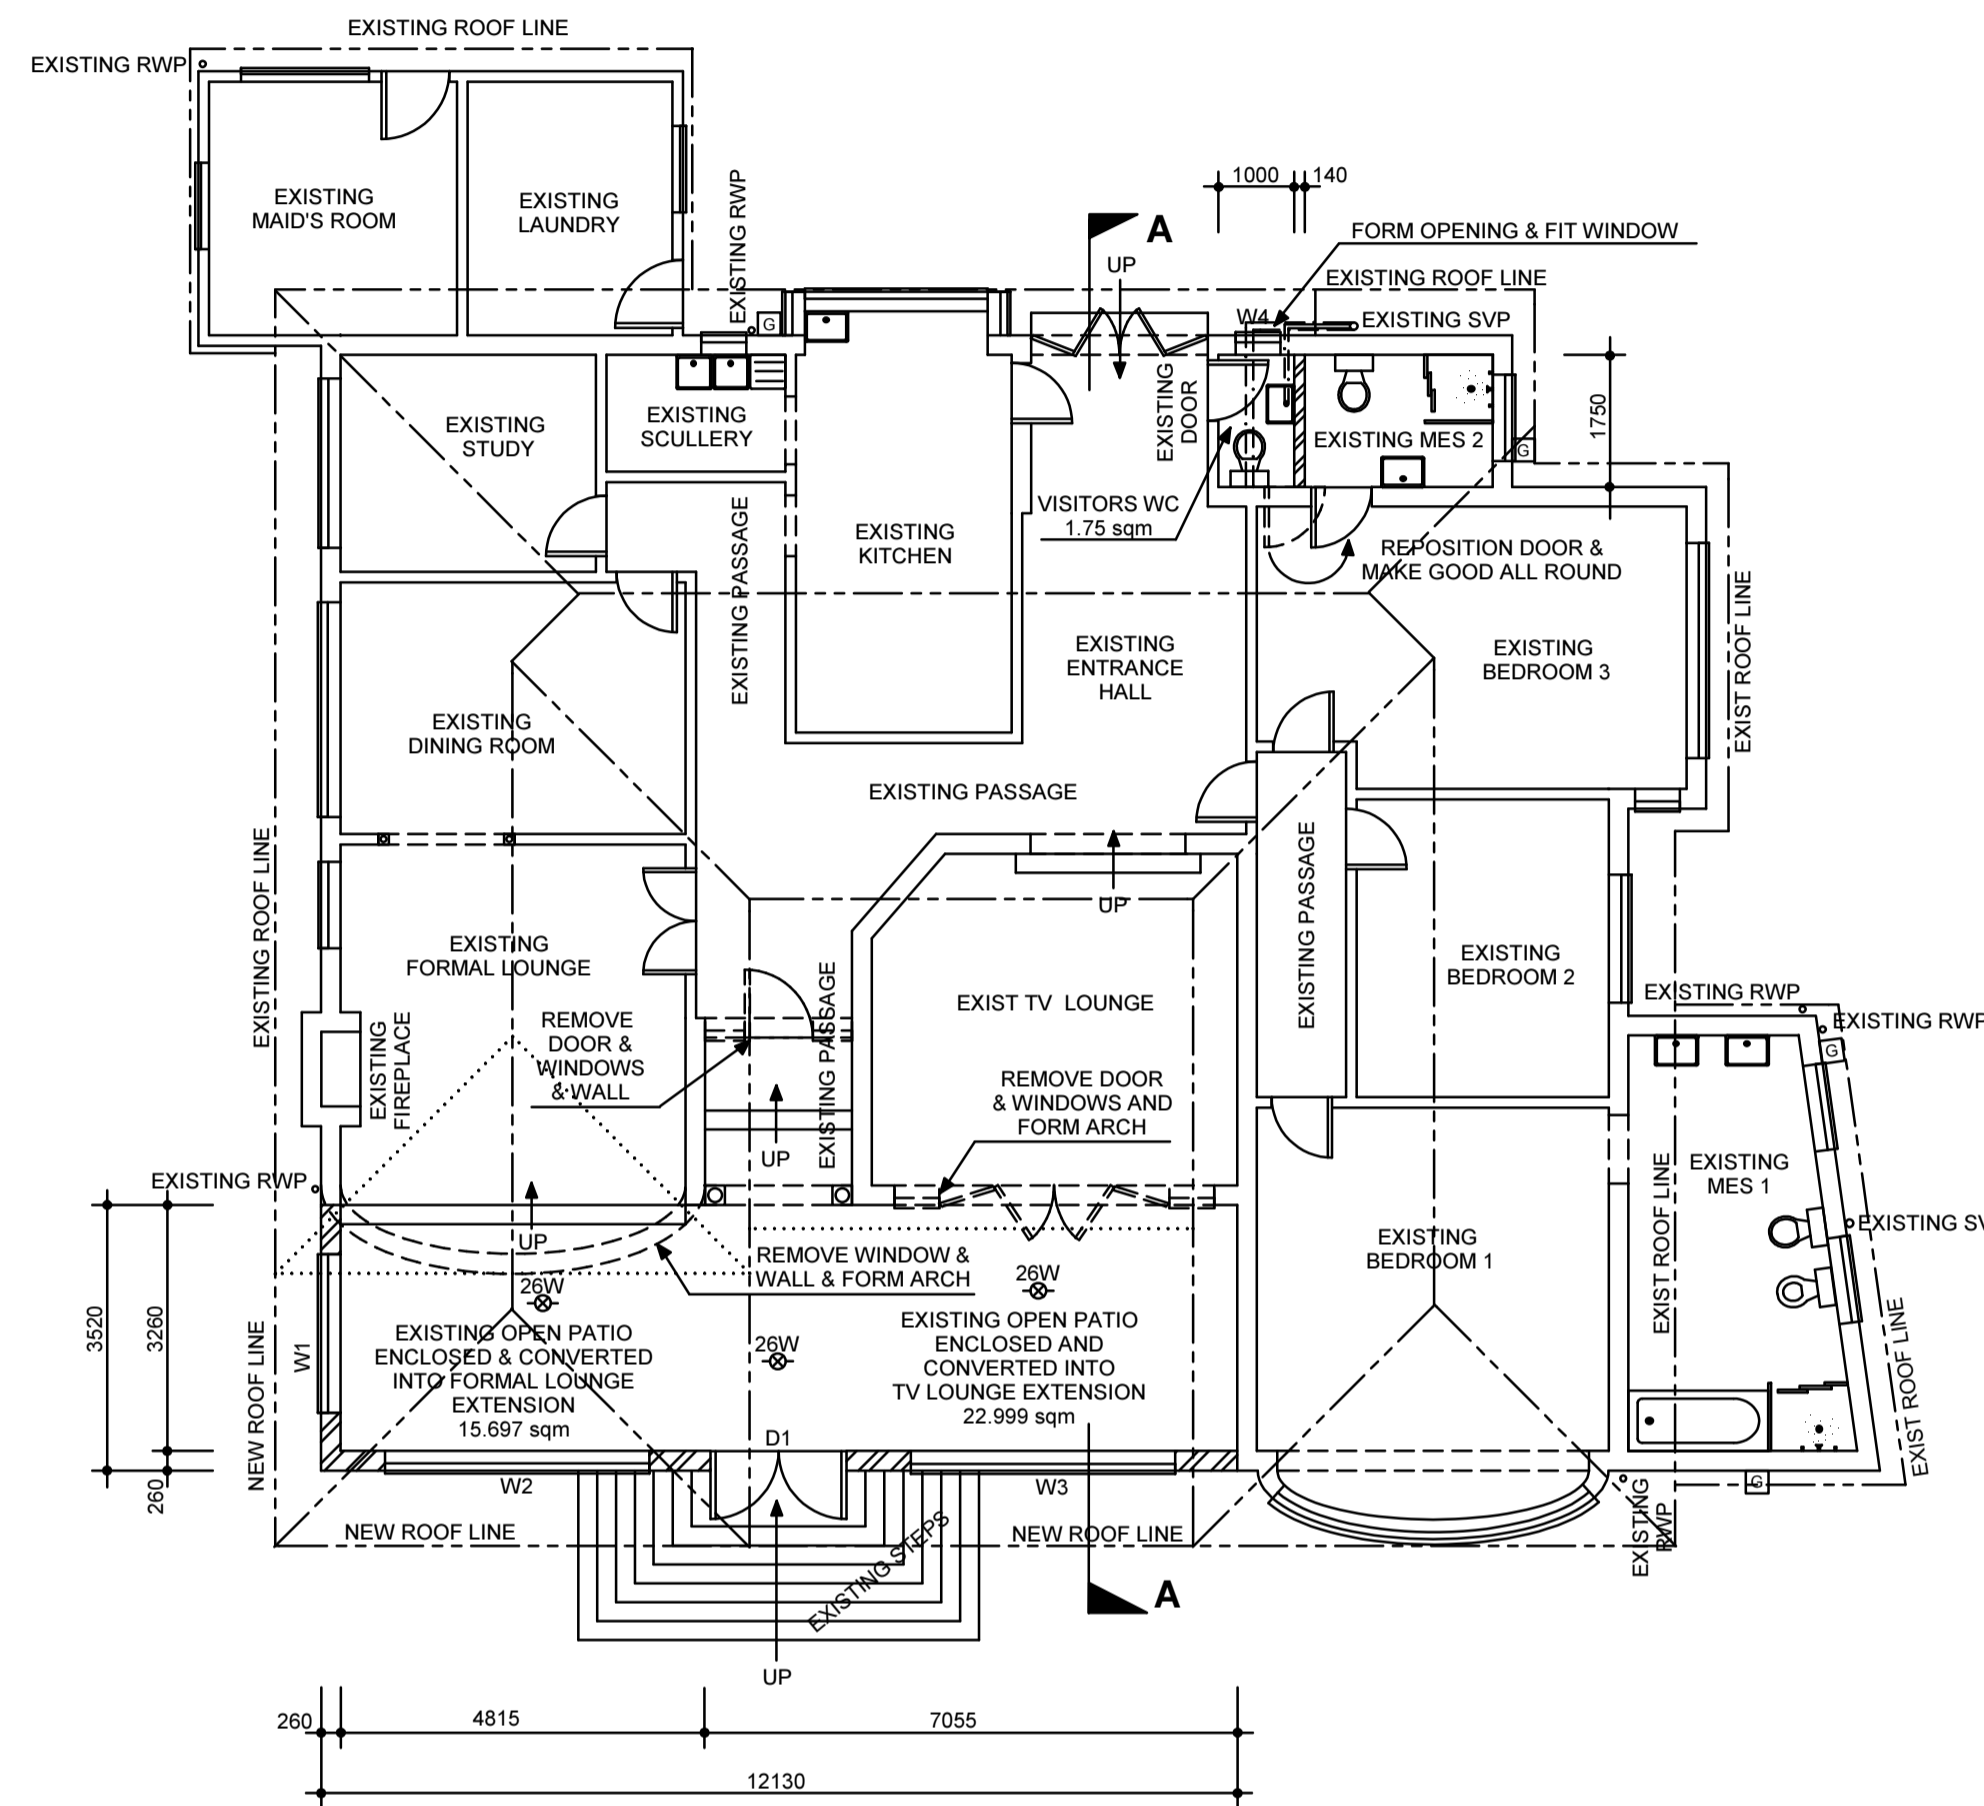 EXISTING ROOF LINE
EXISTING RWP
EXISTING
MAID'S ROOM
EXISTING
LAUNDRY
EXISTING RWP
1000
140
A
FORM OPENING & FIT WINDOW
UP
EXISTING ROOF LINE
G
W4
EXISTING SVP
EXISTING
STUDY
EXISTING
SCULLERY
EXISTING
DOOR
EXISTING MES 2
G
1750
VISITORS WC
1.75 sqm
EXISTING
KITCHEN
EXISTING PASSAGE
REPOSITION DOOR &
MAKE GOOD ALL ROUND
EXISTING
ENTRANCE
HALL
EXISTING
BEDROOM 3
EXIST ROOF LINE
EXISTING
DINING ROOM
EXISTING PASSAGE
EXISTING ROOF LINE
EXISTING PASSAGE
UP
EXISTING
FORMAL LOUNGE
EXISTING
BEDROOM 2
EXISTING PASSAGE
EXIST TV LOUNGE
EXISTING RWP
EXISTING RWP
G
EXISTING
FIREPLACE
REMOVE
DOOR &
WINDOWS
& WALL
REMOVE DOOR
& WINDOWS AND
FORM ARCH
UP
EXISTING RWP
EXISTING
MES 1
EXIST ROOF LINE
EXISTING SV
UP
EXISTING
BEDROOM 1
REMOVE WINDOW &
WALL & FORM ARCH
26W
26W
3520
3260
260
NEW ROOF LINE
W1
EXISTING OPEN PATIO
ENCLOSED & CONVERTED
INTO FORMAL LOUNGE
EXTENSION
15.697 sqm
26W
EXISTING OPEN PATIO
ENCLOSED AND
CONVERTED INTO
TV LOUNGE EXTENSION
22.999 sqm
EXIST ROOF LINE
D1
W2
W3
G
NEW ROOF LINE
EXISTING STEPS
NEW ROOF LINE
EXISTING
RWP
A
UP
260
4815
7055
12130